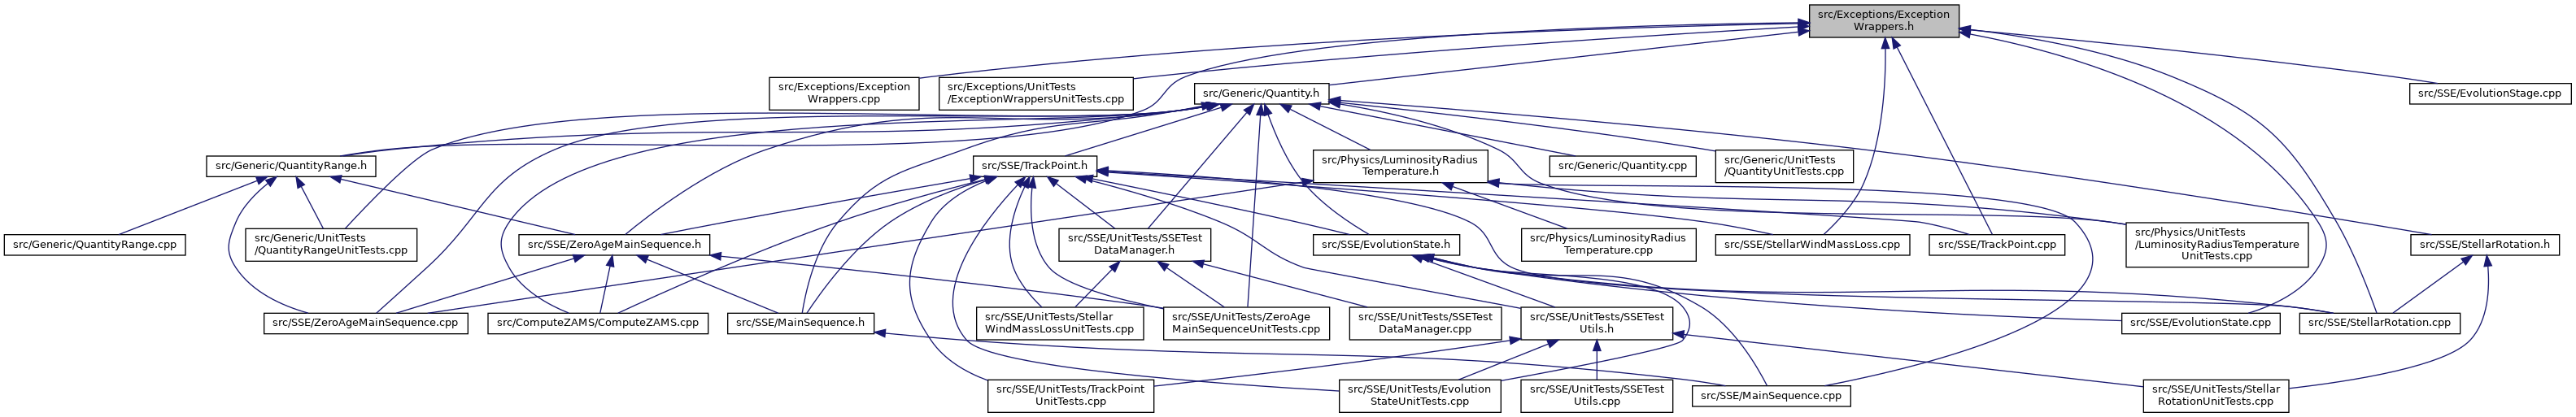 src/Exceptions/Exception
Wrappers.h
src/Exceptions/Exception
Wrappers.cpp
src/Exceptions/UnitTests
/ExceptionWrappersUnitTests.cpp
src/Generic/Quantity.h
src/SSE/EvolutionStage.cpp
src/Generic/QuantityRange.h
src/SSE/TrackPoint.h
src/Physics/LuminosityRadius
Temperature.h
src/Generic/Quantity.cpp
src/Generic/UnitTests
/QuantityUnitTests.cpp
src/Generic/QuantityRange.cpp
src/Generic/UnitTests
/QuantityRangeUnitTests.cpp
src/SSE/ZeroAgeMainSequence.h
src/SSE/UnitTests/SSETest
DataManager.h
src/SSE/EvolutionState.h
src/Physics/LuminosityRadius
Temperature.cpp
src/SSE/StellarWindMassLoss.cpp
src/SSE/TrackPoint.cpp
src/Physics/UnitTests
/LuminosityRadiusTemperature
UnitTests.cpp
src/SSE/StellarRotation.h
src/SSE/ZeroAgeMainSequence.cpp
src/ComputeZAMS/ComputeZAMS.cpp
src/SSE/MainSequence.h
src/SSE/UnitTests/Stellar
WindMassLossUnitTests.cpp
src/SSE/UnitTests/ZeroAge
MainSequenceUnitTests.cpp
src/SSE/UnitTests/SSETest
DataManager.cpp
src/SSE/UnitTests/SSETest
Utils.h
src/SSE/EvolutionState.cpp
src/SSE/StellarRotation.cpp
src/SSE/UnitTests/TrackPoint
UnitTests.cpp
src/SSE/UnitTests/Evolution
StateUnitTests.cpp
src/SSE/UnitTests/SSETest
Utils.cpp
src/SSE/MainSequence.cpp
src/SSE/UnitTests/Stellar
RotationUnitTests.cpp